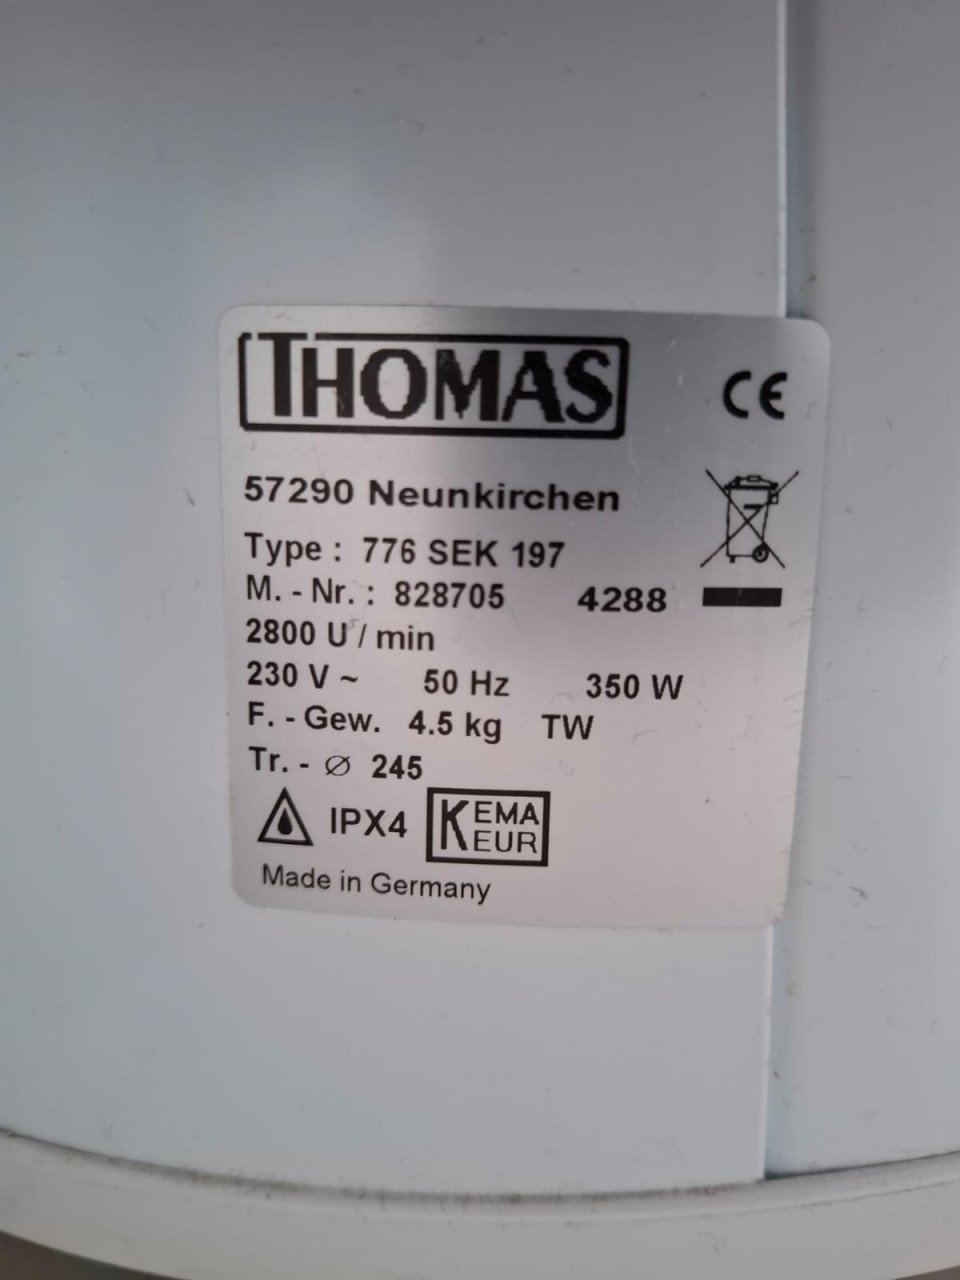 THOMAS
CE
57290 Neunkirchen
Type : 776 SEK 197
M. - Nr. : 828705 4288
2800 U / min
230 V ~ 50 Hz 350 W
F. - Gew. 4.5 kg TW
Tr. - ∅ 245
IPX4 KEMA EUR
Made in Germany